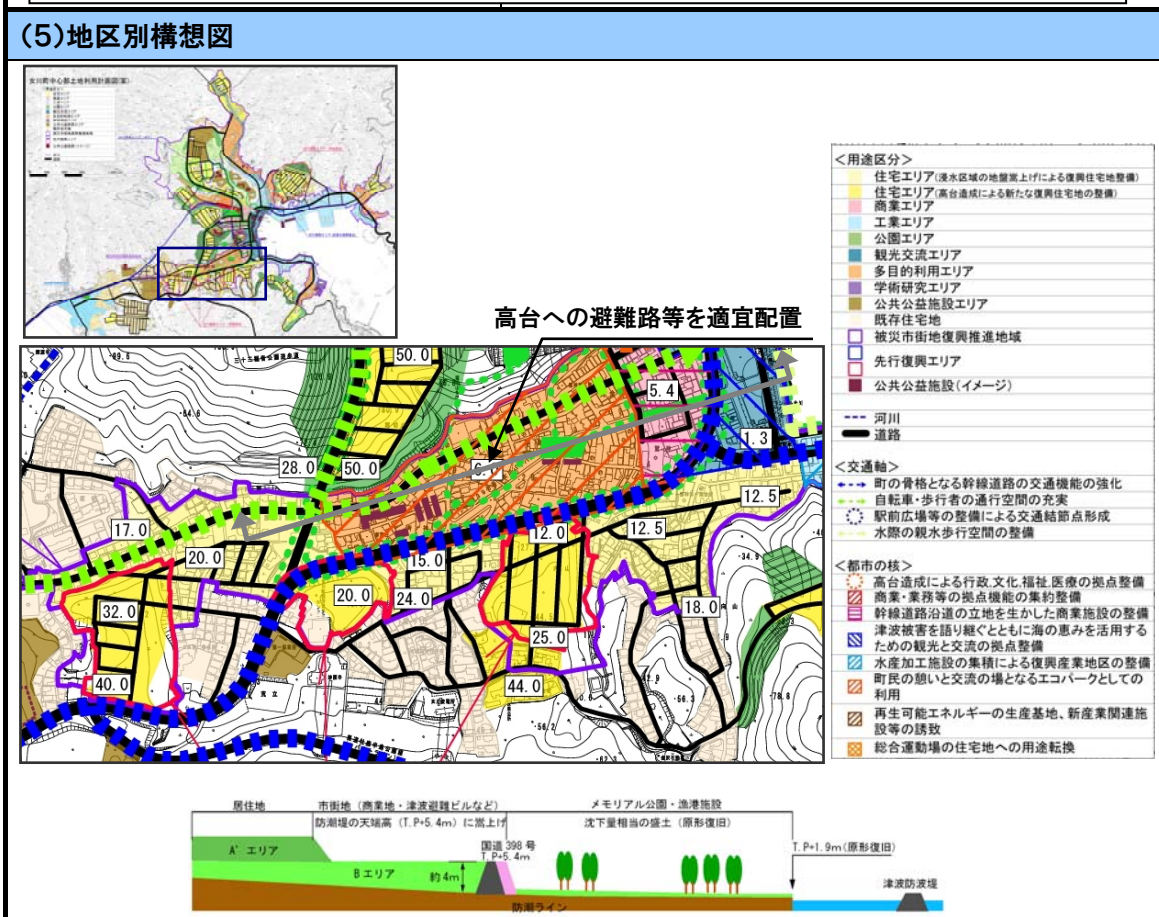 (5)地区別構想図
女川町中心部土地利用計画図(案)
高台への避難路等を適宜配置
<用途区分>
住宅エリア(浸水区域の地盤嵩上げによる復興住宅地整備)
住宅エリア(高台造成による新たな復興住宅地の整備)
商業エリア
工業エリア
公園エリア
観光交流エリア
多目的利用エリア
学術研究エリア
公共公益施設エリア
既存住宅地
被災市街地復興推進地域
先行復興エリア
公共公益施設(イメージ)
河川
道路
<交通軸>
町の骨格となる幹線道路の交通機能の強化
自転車・歩行者の通行空間の充実
駅前広場等の整備による交通結節点形成
水際の親水歩行空間の整備
<都市の核>
高台造成による行政,文化,福祉,医療の拠点整備
商業・業務等の拠点機能の集約整備
幹線道路沿道の立地を生かした商業施設の整備
津波被害を語り継ぐとともに海の恵みを活用する
ための観光と交流の拠点整備
水産加工施設の集積による復興産業地区の整備
町民の憩いと交流の場となるエコパークとしての
利用
再生可能エネルギーの生産基地、新産業関連施
設等の誘致
総合運動場の住宅地への用途転換
50.0
5.4
1.3
28.0
50.0
12.5
17.0
12.0
12.5
20.0
15.0
20.0
24.0
32.0
18.0
25.0
40.0
44.0
居住地
市街地(商業地・津波避難ビルなど)
メモリアル公園・漁港施設
防潮堤の天端高(T.P+5.4m)に嵩上げ
沈下量相当の盛土(原形復旧)
国道398号
T.P+5.4m
T.P+1.9m(原形復旧)
A'エリア
Bエリア
約4m
津波防波堤
防潮ライン